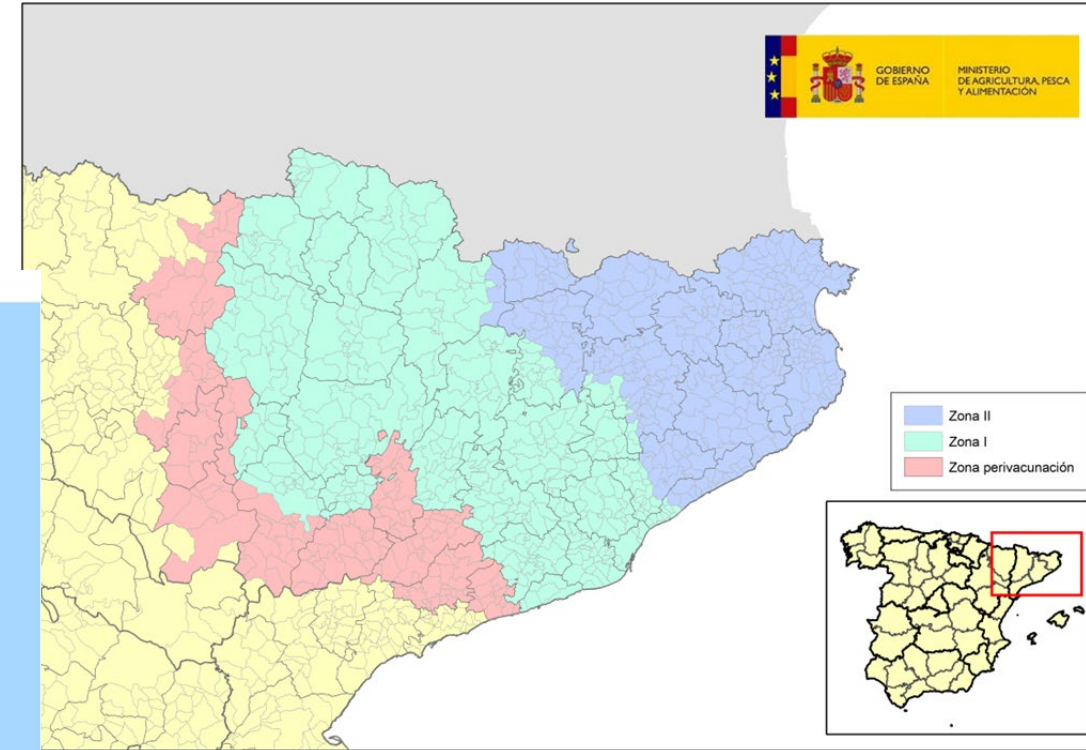 GOBIERNO
DE ESPAÑA
MINISTERIO
DE AGRICULTURA, PESCA
Y ALIMENTACIÓN
Zona II
Zona I
Zona perivacunación